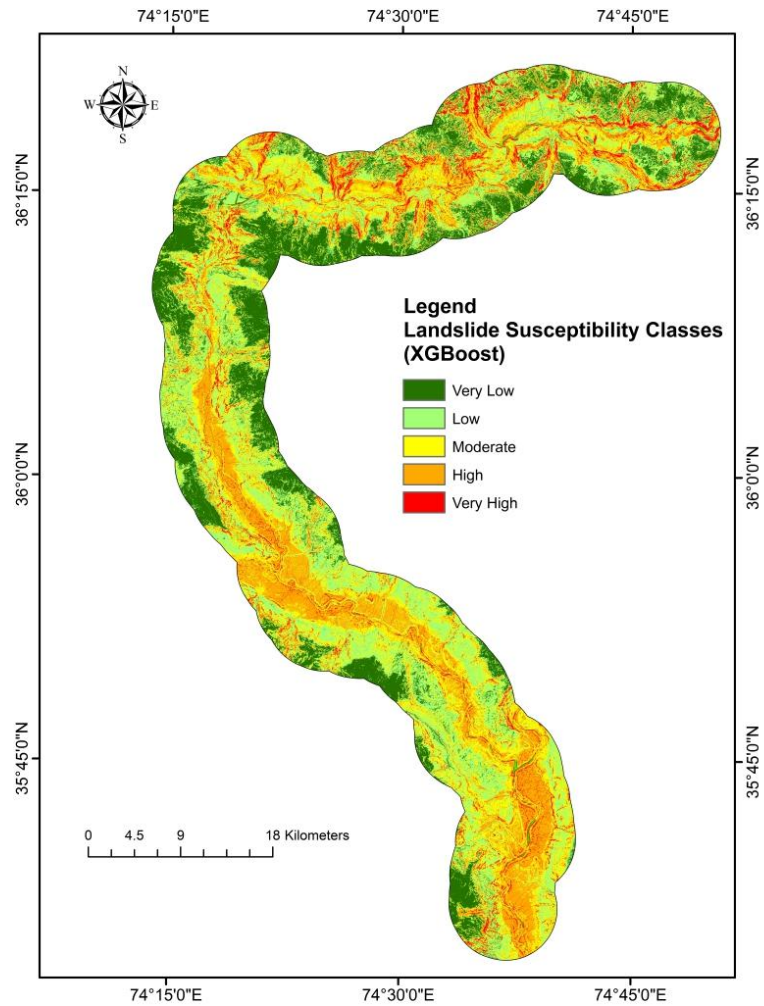 74°15'0"E 74°30'0"E 74°45'0"E
N
W E
S
36°15'0"N 36°15'0"N
Legend
Landslide Susceptibility Classes
(XGBoost)
Very Low
Low
Moderate
High
Very High
36°0'0"N 36°0'0"N
35°45'0"N 35°45'0"N
0 4.5 9 18 Kilometers
74°15'0"E 74°30'0"E 74°45'0"E